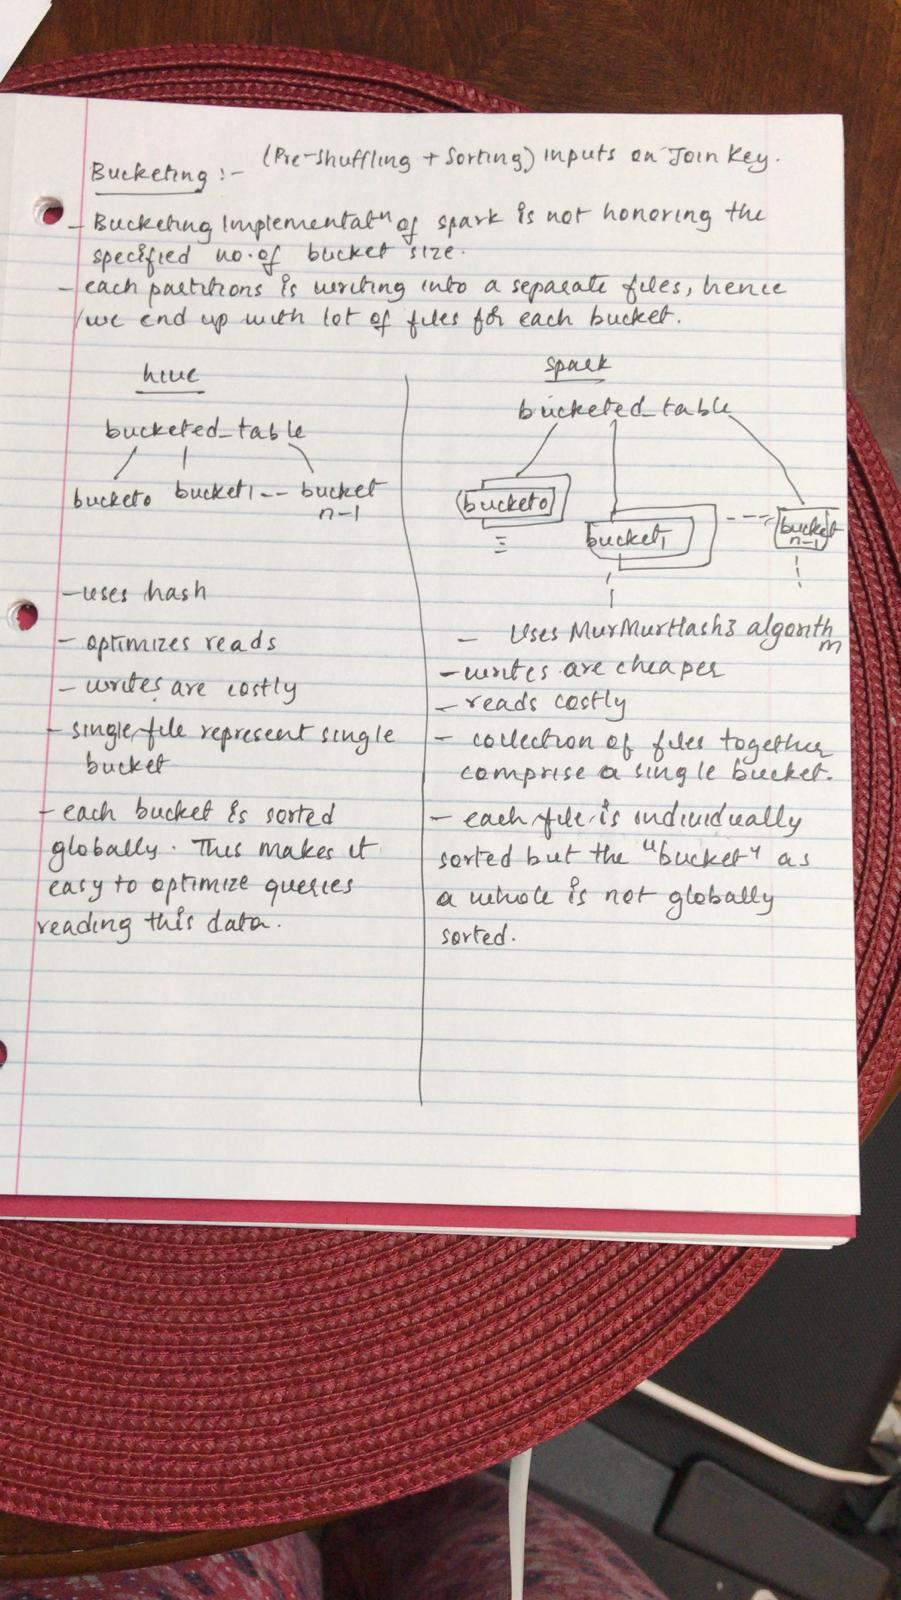 Bucketing :- (Pre-Shuffling + Sorting) inputs on Join Key.
- Bucketing Implementatn of spark is not honoring the
specified no. of bucket size.
- each partitions is writing into a separate files, hence
we end up with lot of files for each bucket.
hive
bucketed_table
bucket0 bucket1 -- bucket
n-1
- uses hash
- optimizes reads
- writes are costly
- single file represent single
bucket
- each bucket is sorted
globally. This makes it
easy to optimize queries
reading this data.
spark
bucketed_table
bucket0
bucket1
---- bucket
n-1
- Uses MurMurHash3 algorith
m
- writes are cheaper
- reads costly
- collection of files together
comprise a single bucket.
- each file is individually
sorted but the "bucket" as
a whole is not globally
sorted.